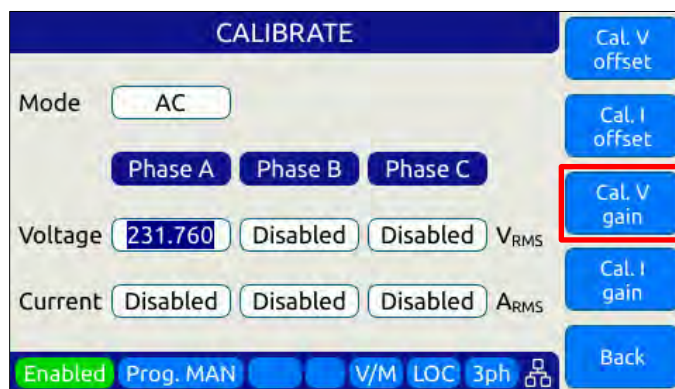 CALIBRATE
Cal. V
offset
Mode AC
Cal. I
offset
Phase A Phase B Phase C
Cal. V
gain
Voltage 231.760 Disabled Disabled VRMS
Cal. I
gain
Current Disabled Disabled Disabled ARMS
Back
Enabled Prog. MAN V/M LOC 3ph